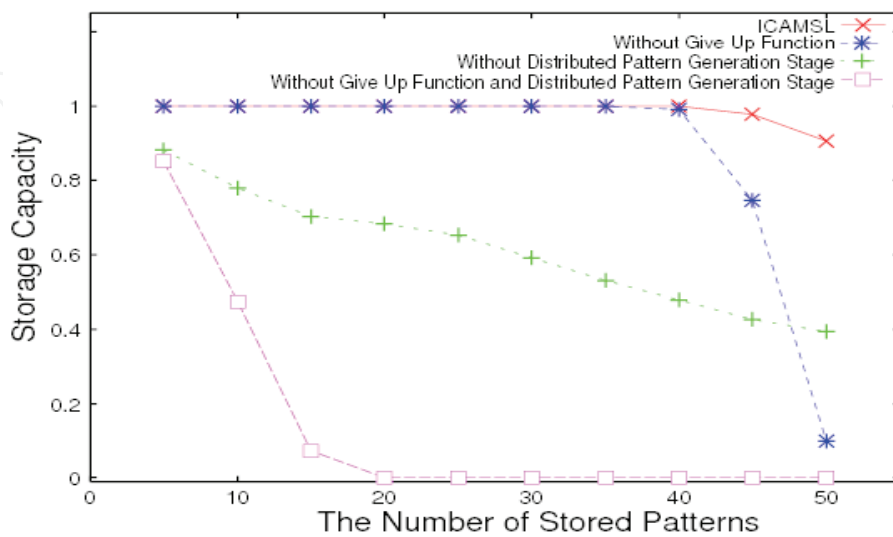 ICAMSL
Without Give Up Function
Without Distributed Pattern Generation Stage
Without Give Up Function and Distributed Pattern Generation Stage
1
0.8
0.6
0.4
0.2
0
0 10 20 30 40 50
Storage Capacity
The Number of Stored Patterns